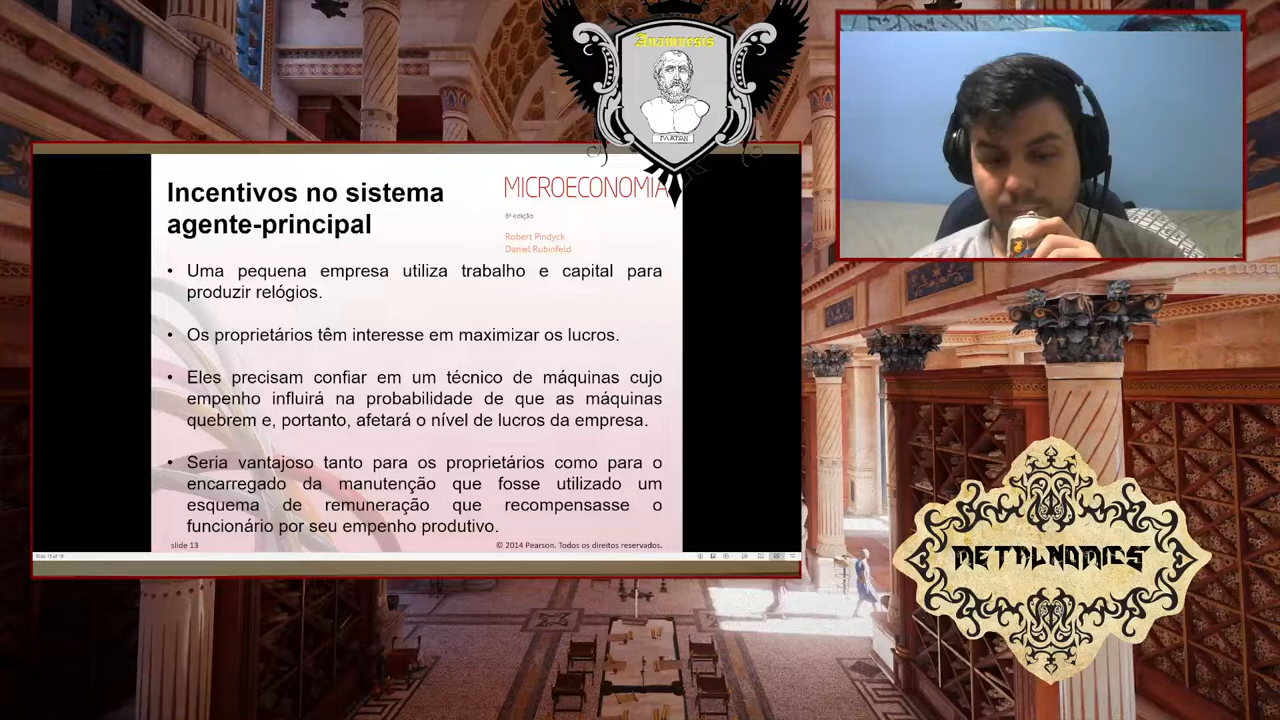 Anamnesis
PLATÃN
Incentivos no sistema
agente-principal
MICROECONOMIA
8ª edição
Robert Pindyck
Daniel Rubinfeld
• Uma pequena empresa utiliza trabalho e capital para
produzir relógios.
• Os proprietários têm interesse em maximizar os lucros.
• Eles precisam confiar em um técnico de máquinas cujo
empenho influirá na probabilidade de que as máquinas
quebrem e, portanto, afetará o nível de lucros da empresa.
• Seria vantajoso tanto para os proprietários como para o
encarregado da manutenção que fosse utilizado um
esquema de remuneração que recompensasse o
funcionário por seu empenho produtivo.
slide 13
© 2014 Pearson. Todos os direitos reservados.
METALNOMICS